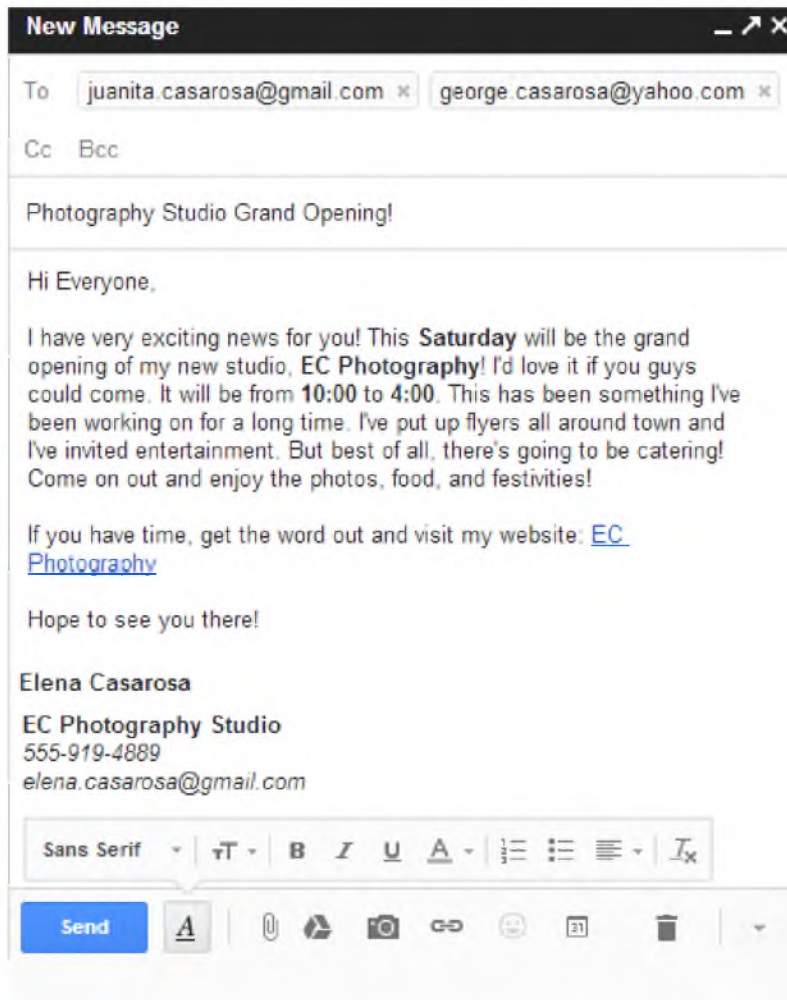 New Message
To juanita.casarosa@gmail.com × george.casarosa@yahoo.com ×
Cc Bcc
Photography Studio Grand Opening!
Hi Everyone,
I have very exciting news for you! This Saturday will be the grand
opening of my new studio, EC Photography! I'd love it if you guys
could come. It will be from 10:00 to 4:00. This has been something I've
been working on for a long time. I've put up flyers all around town and
I've invited entertainment. But best of all, there's going to be catering!
Come on out and enjoy the photos, food, and festivities!
If you have time, get the word out and visit my website: EC
Photography
Hope to see you there!
Elena Casarosa
EC Photography Studio
555-919-4889
elena.casarosa@gmail.com
Sans Serif TT B I U A Tx
Send A 31